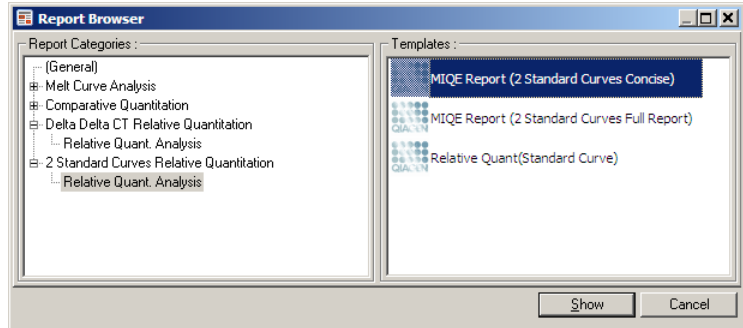 Report Browser
Report Categories :
(General)
Melt Curve Analysis
Comparative Quantitation
Delta Delta CT Relative Quantitation
Relative Quant. Analysis
2 Standard Curves Relative Quantitation
Relative Quant. Analysis
Templates :
MIQE Report (2 Standard Curves Concise)
QIAGEN
MIQE Report (2 Standard Curves Full Report)
QIAGEN
Relative Quant(Standard Curve)
Show
Cancel